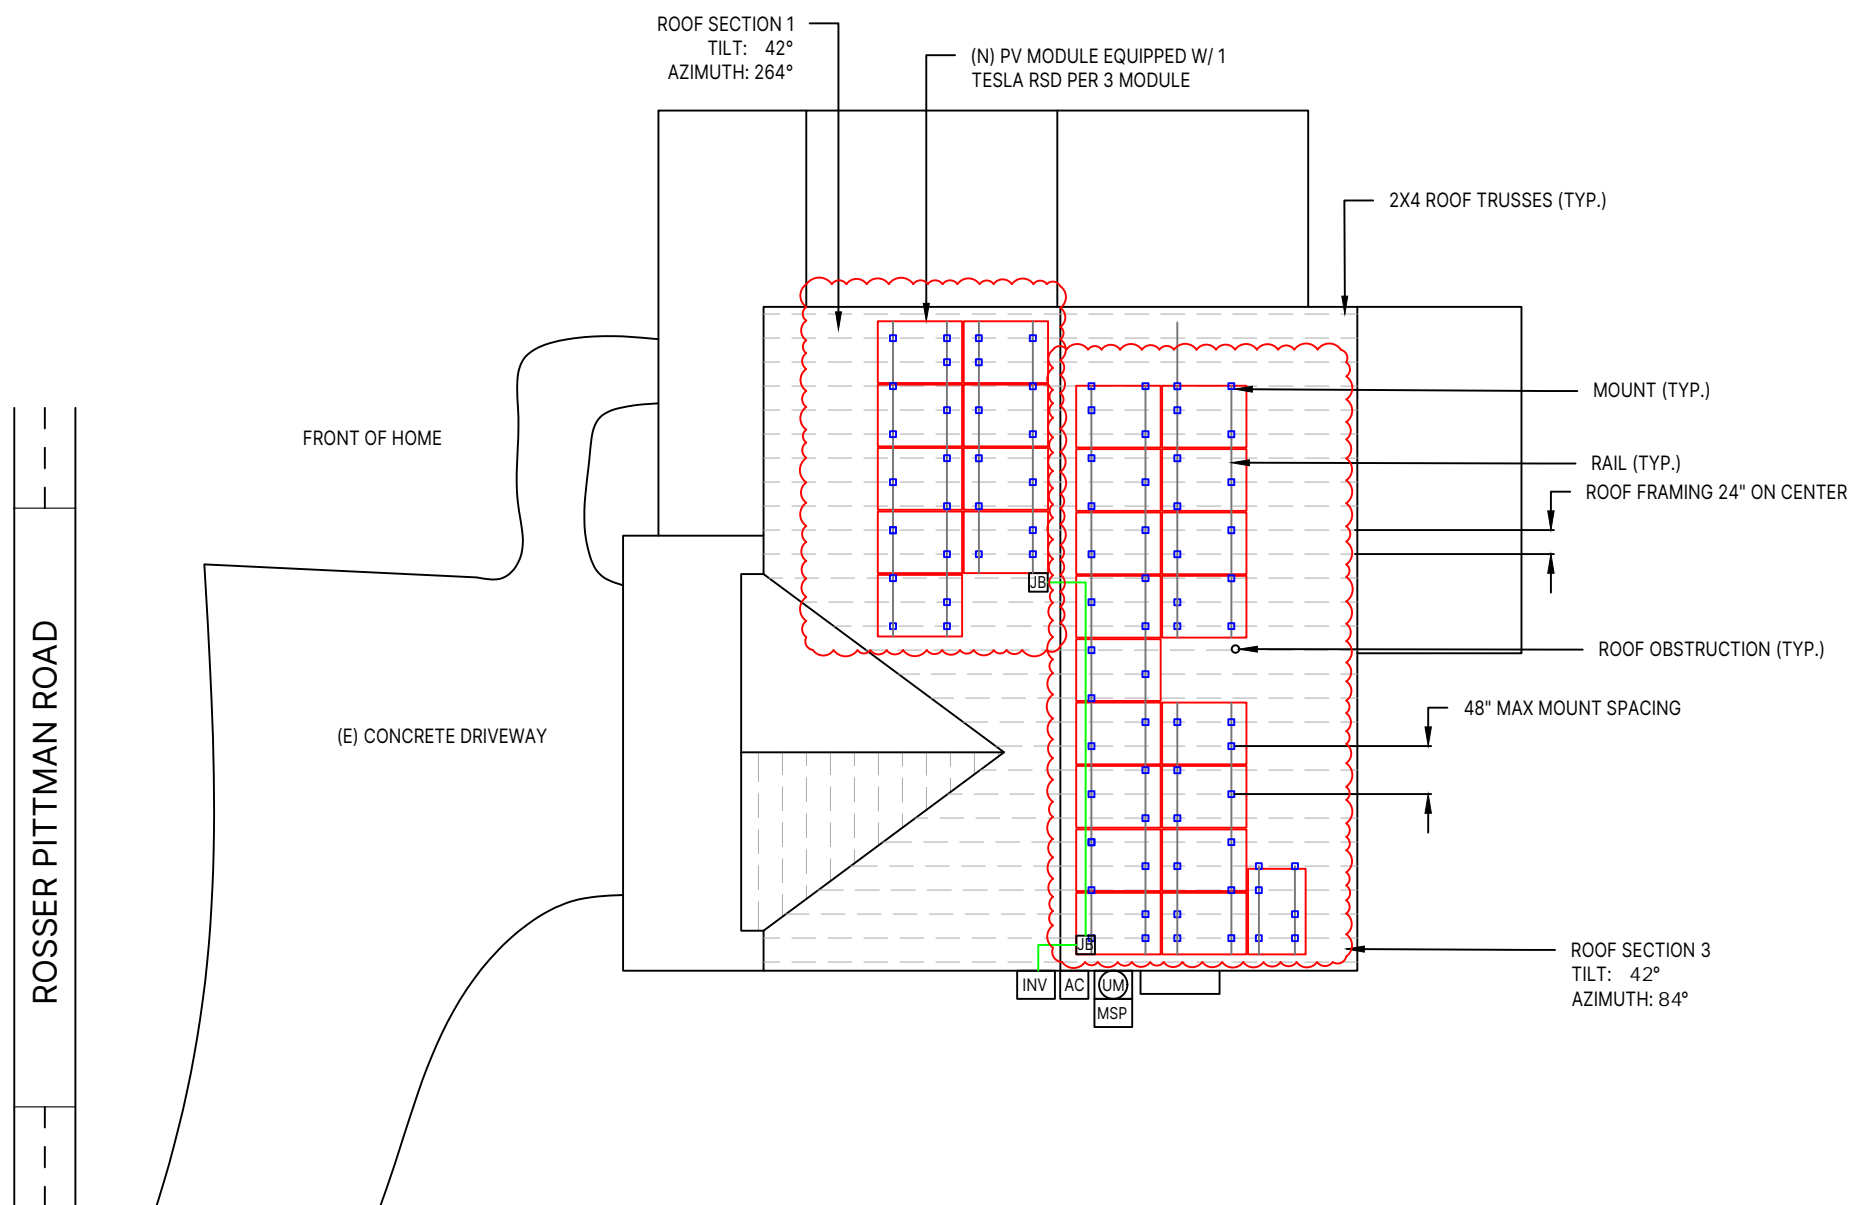 ROOF SECTION 1
TILT: 42°
AZIMUTH: 264°
(N) PV MODULE EQUIPPED W/ 1
TESLA RSD PER 3 MODULE
2X4 ROOF TRUSSES (TYP.)
MOUNT (TYP.)
FRONT OF HOME
RAIL (TYP.)
ROOF FRAMING 24" ON CENTER
JB
ROOF OBSTRUCTION (TYP.)
48" MAX MOUNT SPACING
(E) CONCRETE DRIVEWAY
ROSSER PITTMAN ROAD
JB
ROOF SECTION 3
TILT: 42°
AZIMUTH: 84°
INV
AC
UM
MSP